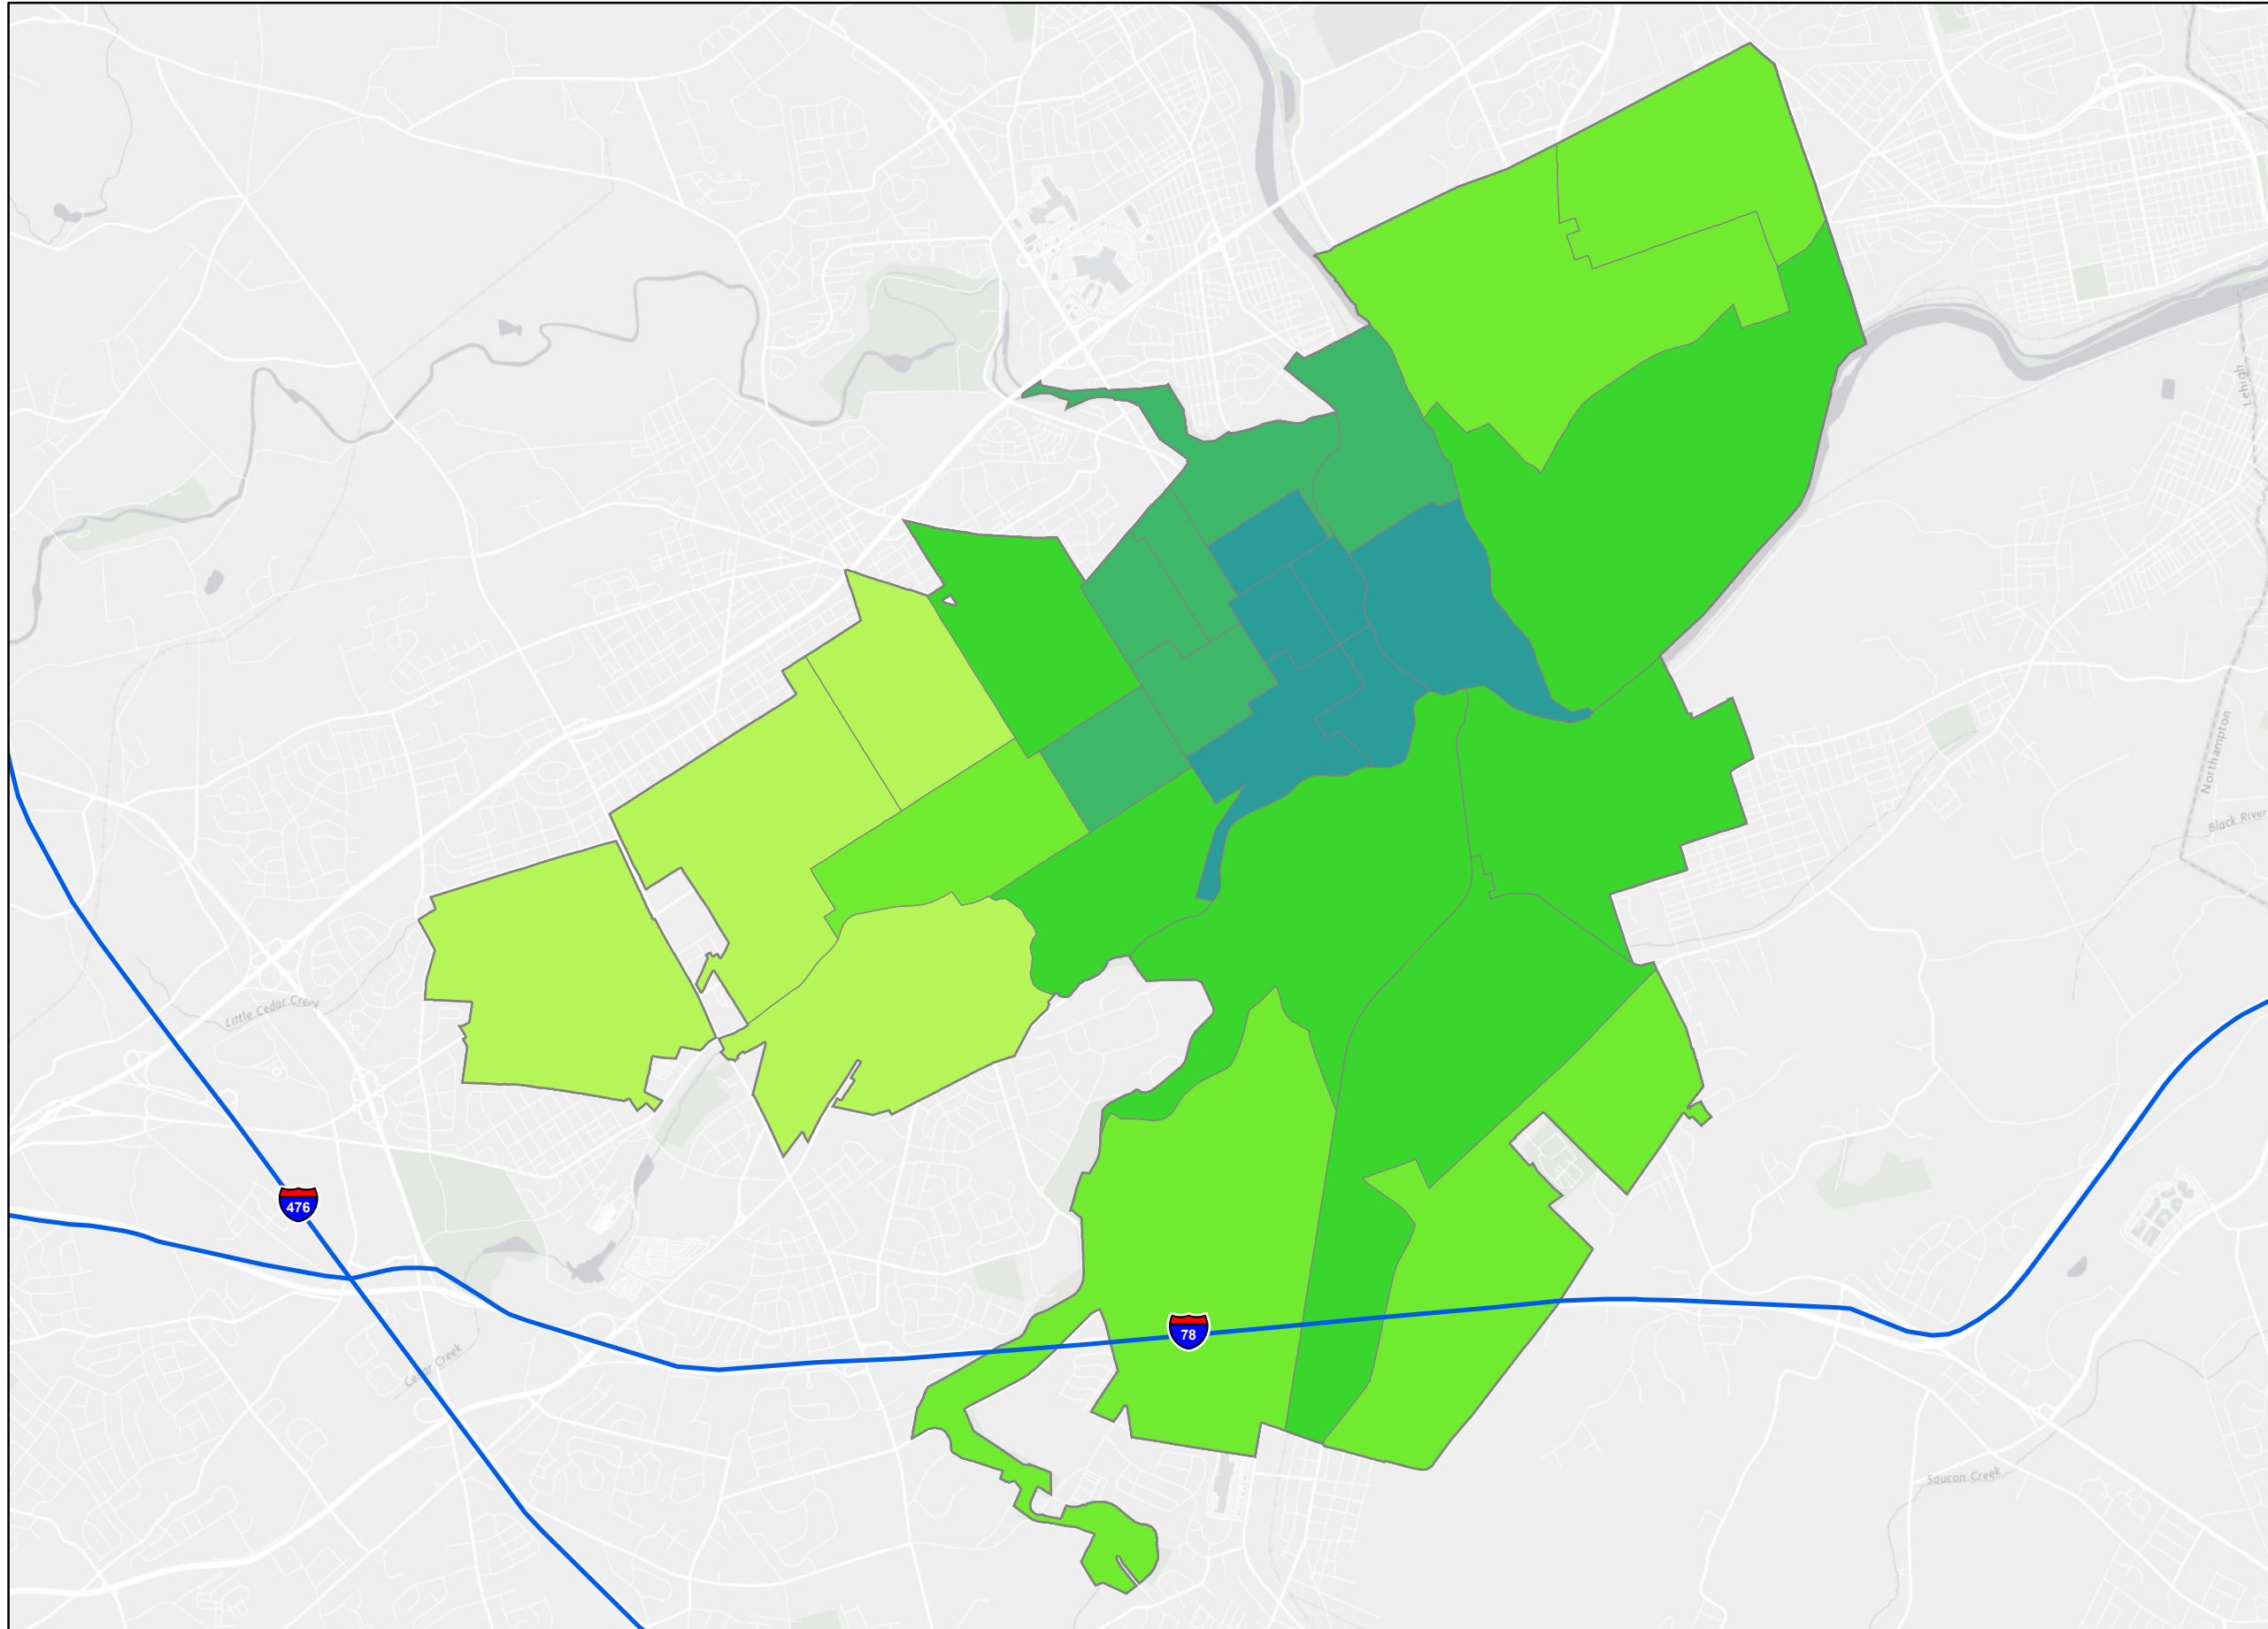 Lehigh
Northampton
Black River
Little Cedar Creek
476
78
Cedar Creek
Saucon Creek